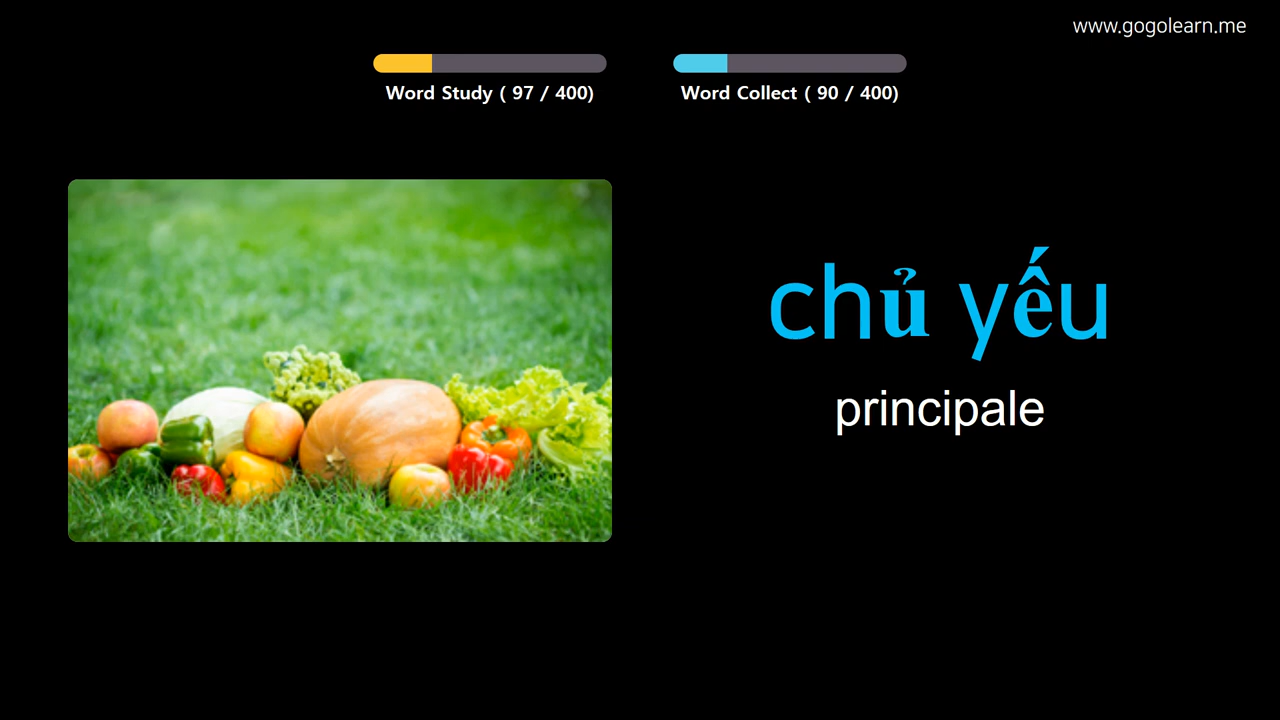 www.gogolearn.me
Word Study ( 97 / 400)
Word Collect ( 90 / 400)
chủ yếu
principale